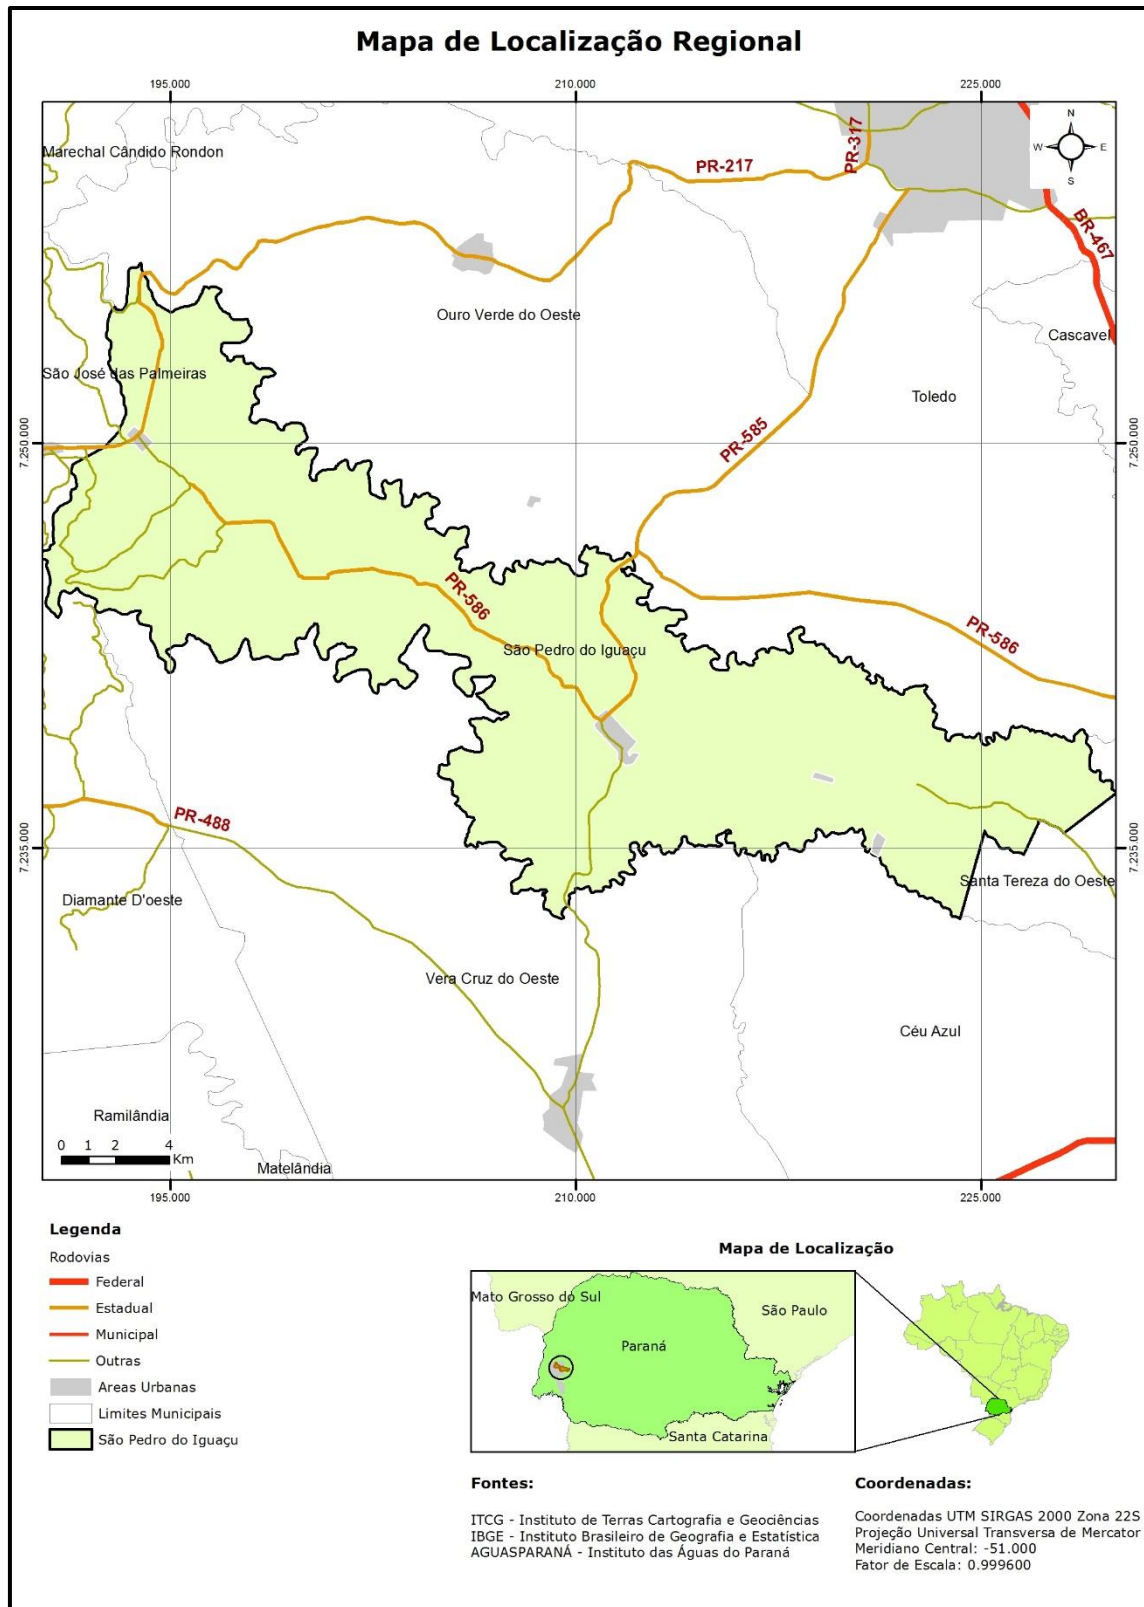 Mapa de Localização Regional
195.000
210.000
225.000
Marechal Cândido Rondon
PR-217
PR-317
N
W
E
S
BR-467
Ouro Verde do Oeste
Cascavel
São José das Palmeiras
Toledo
7.250.000
PR-585
7.250.000
PR-586
São Pedro do Iguaçu
PR-586
PR-488
7.235.000
7.235.000
Diamante D'oeste
Santa Tereza do Oeste
Vera Cruz do Oeste
Céu Azul
Ramilândia
0 1 2 4
Km
Matelândia
195.000
210.000
225.000
Legenda
Rodovias
Federal
Estadual
Municipal
Outras
Areas Urbanas
Limites Municipais
São Pedro do Iguaçu
Mapa de Localização
Mato Grosso do Sul
São Paulo
Paraná
Santa Catarina
Fontes:
ITCG - Instituto de Terras Cartografia e Geociências
IBGE - Instituto Brasileiro de Geografia e Estatística
AGUASPARANÁ - Instituto das Águas do Paraná
Coordenadas:
Coordenadas UTM SIRGAS 2000 Zona 22S
Projeção Universal Transversa de Mercator
Meridiano Central: -51.000
Fator de Escala: 0.999600